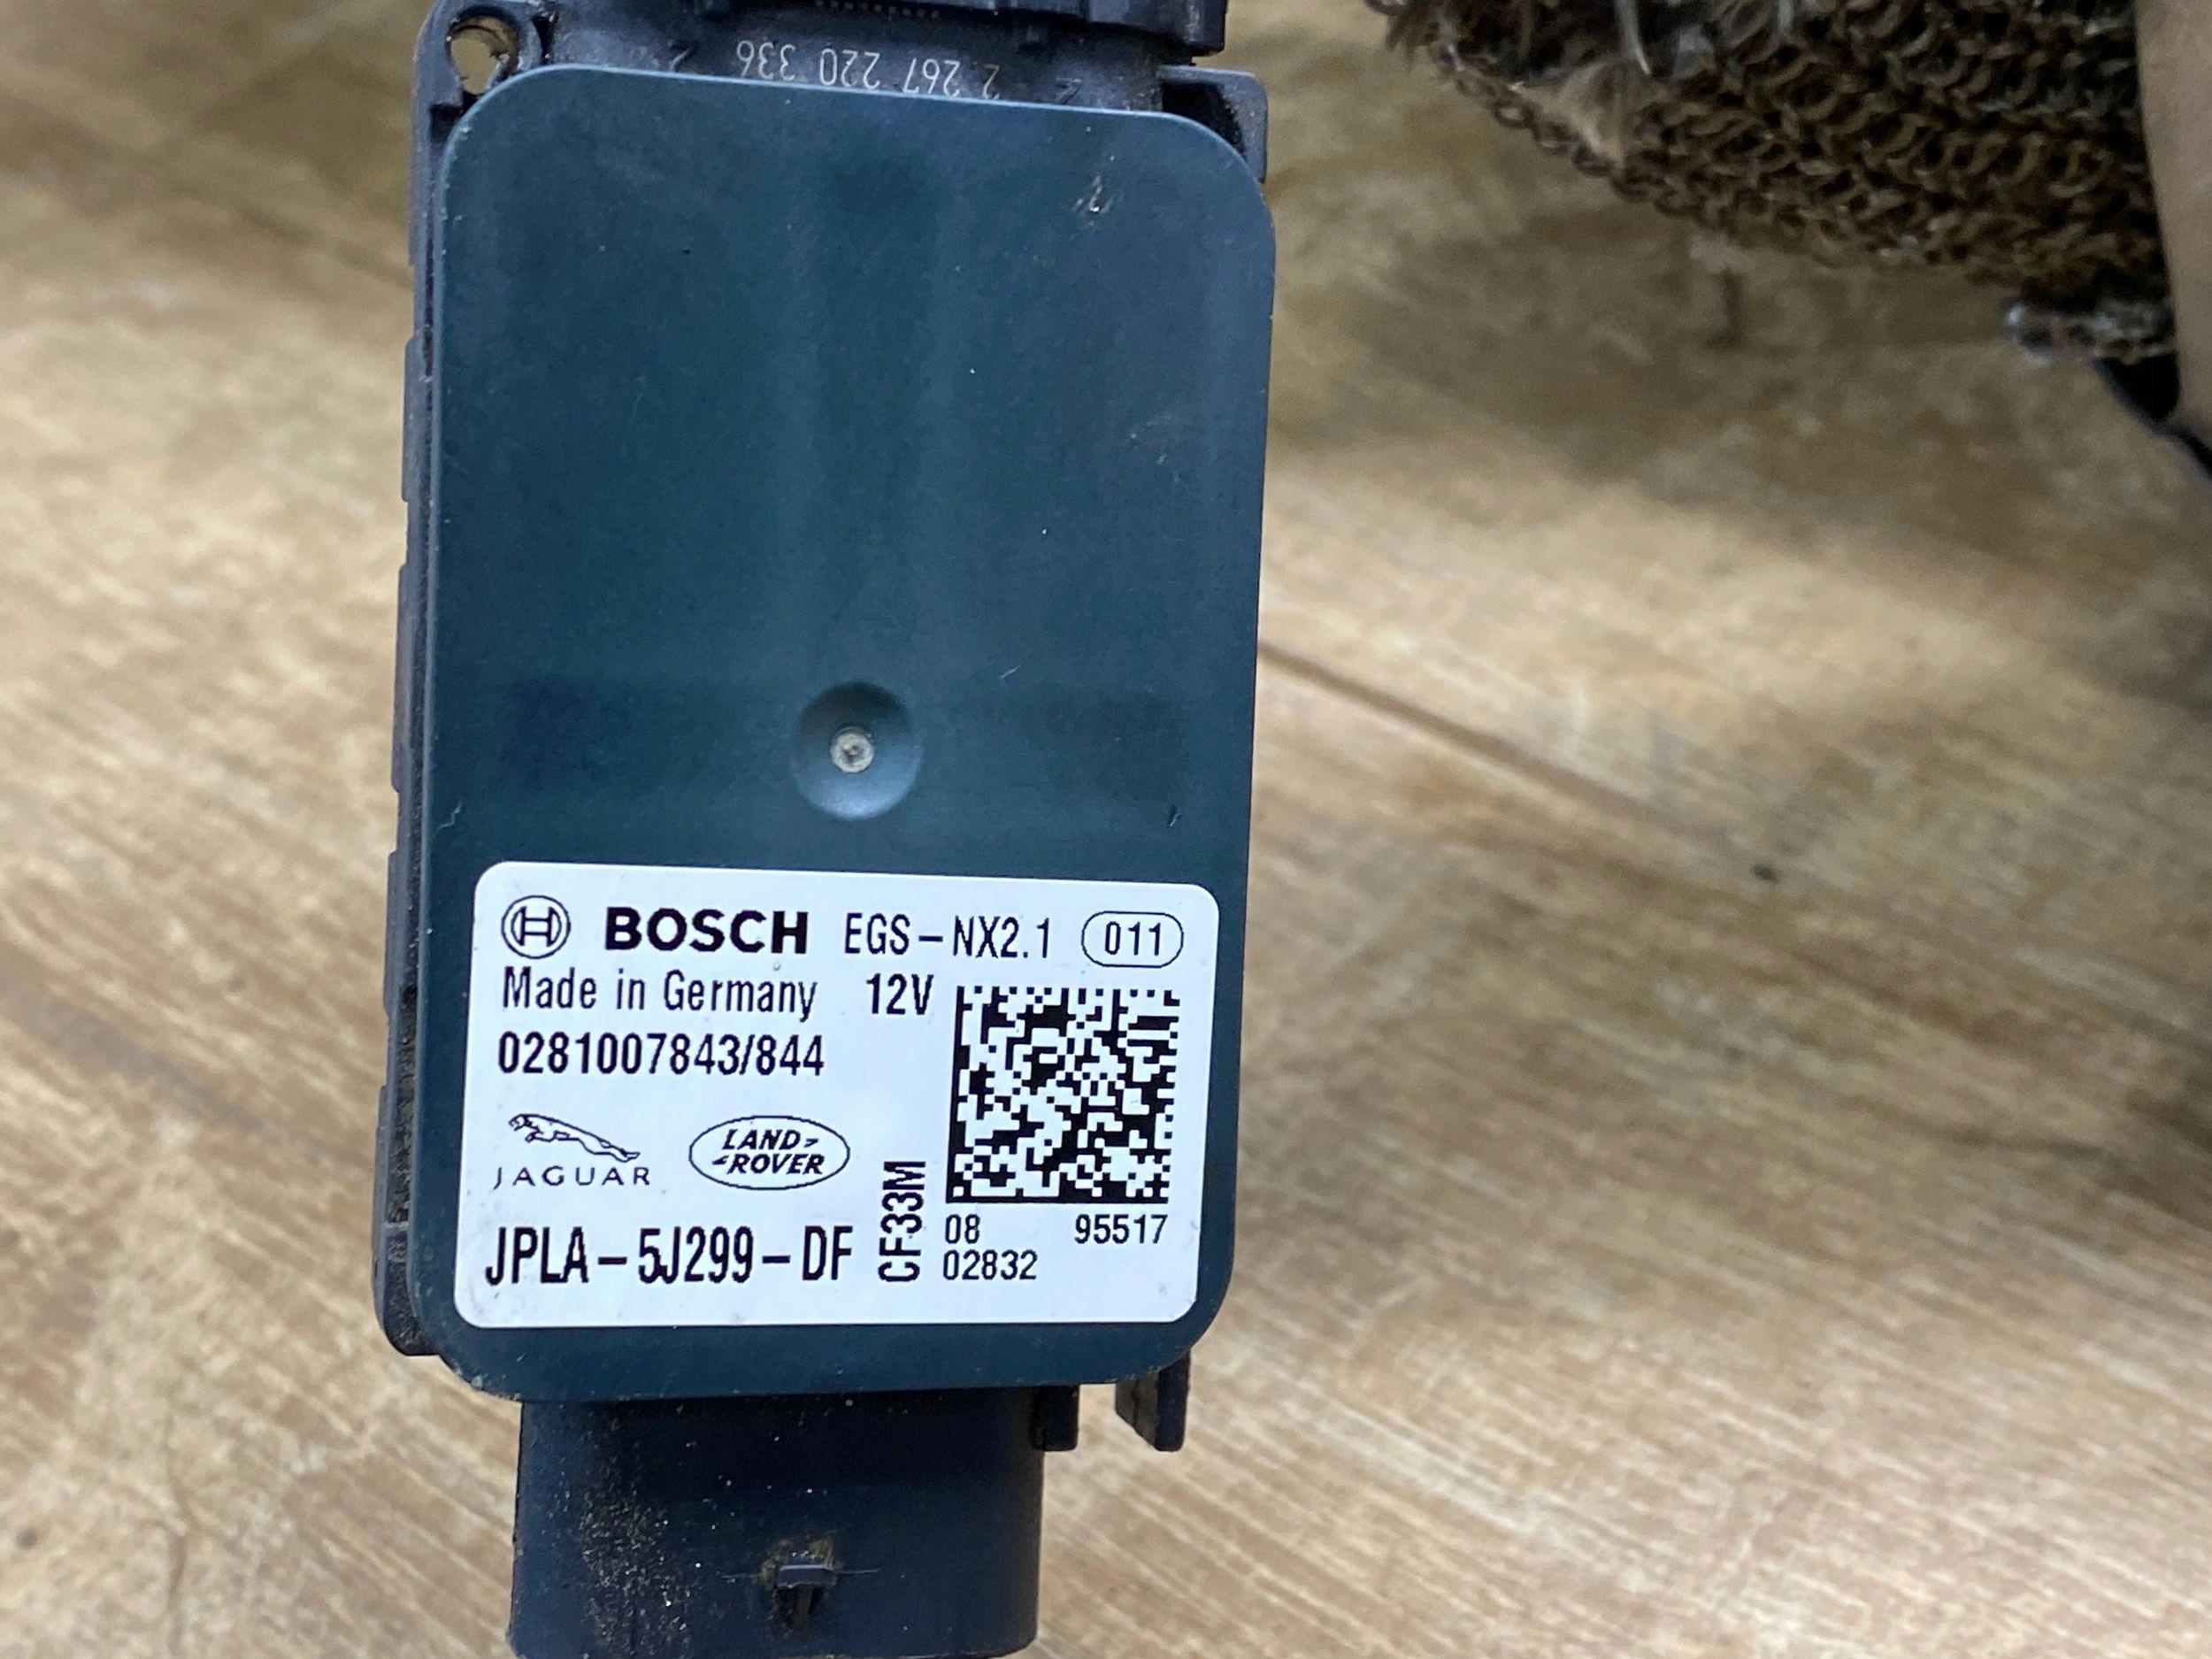 2 267 220 336
BOSCH EGS-NX2.1 011
Made in Germany 12V
0281007843/844
JAGUAR
LAND
ROVER
JPLA-5J299-DF
CF33M
08 95517
02832